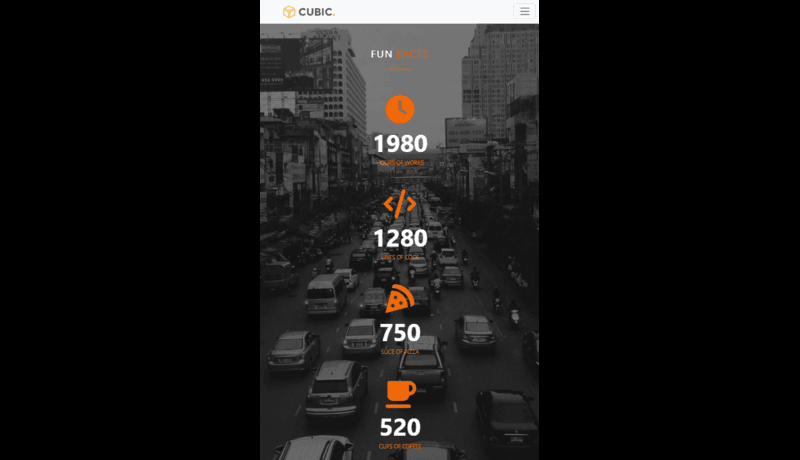 CUBIC.
FUN FACTS
1980
HOURS OF WORKS
1280
LINES OF CODE
750
SLICE OF PIZZA
520
CUPS OF COFFEE